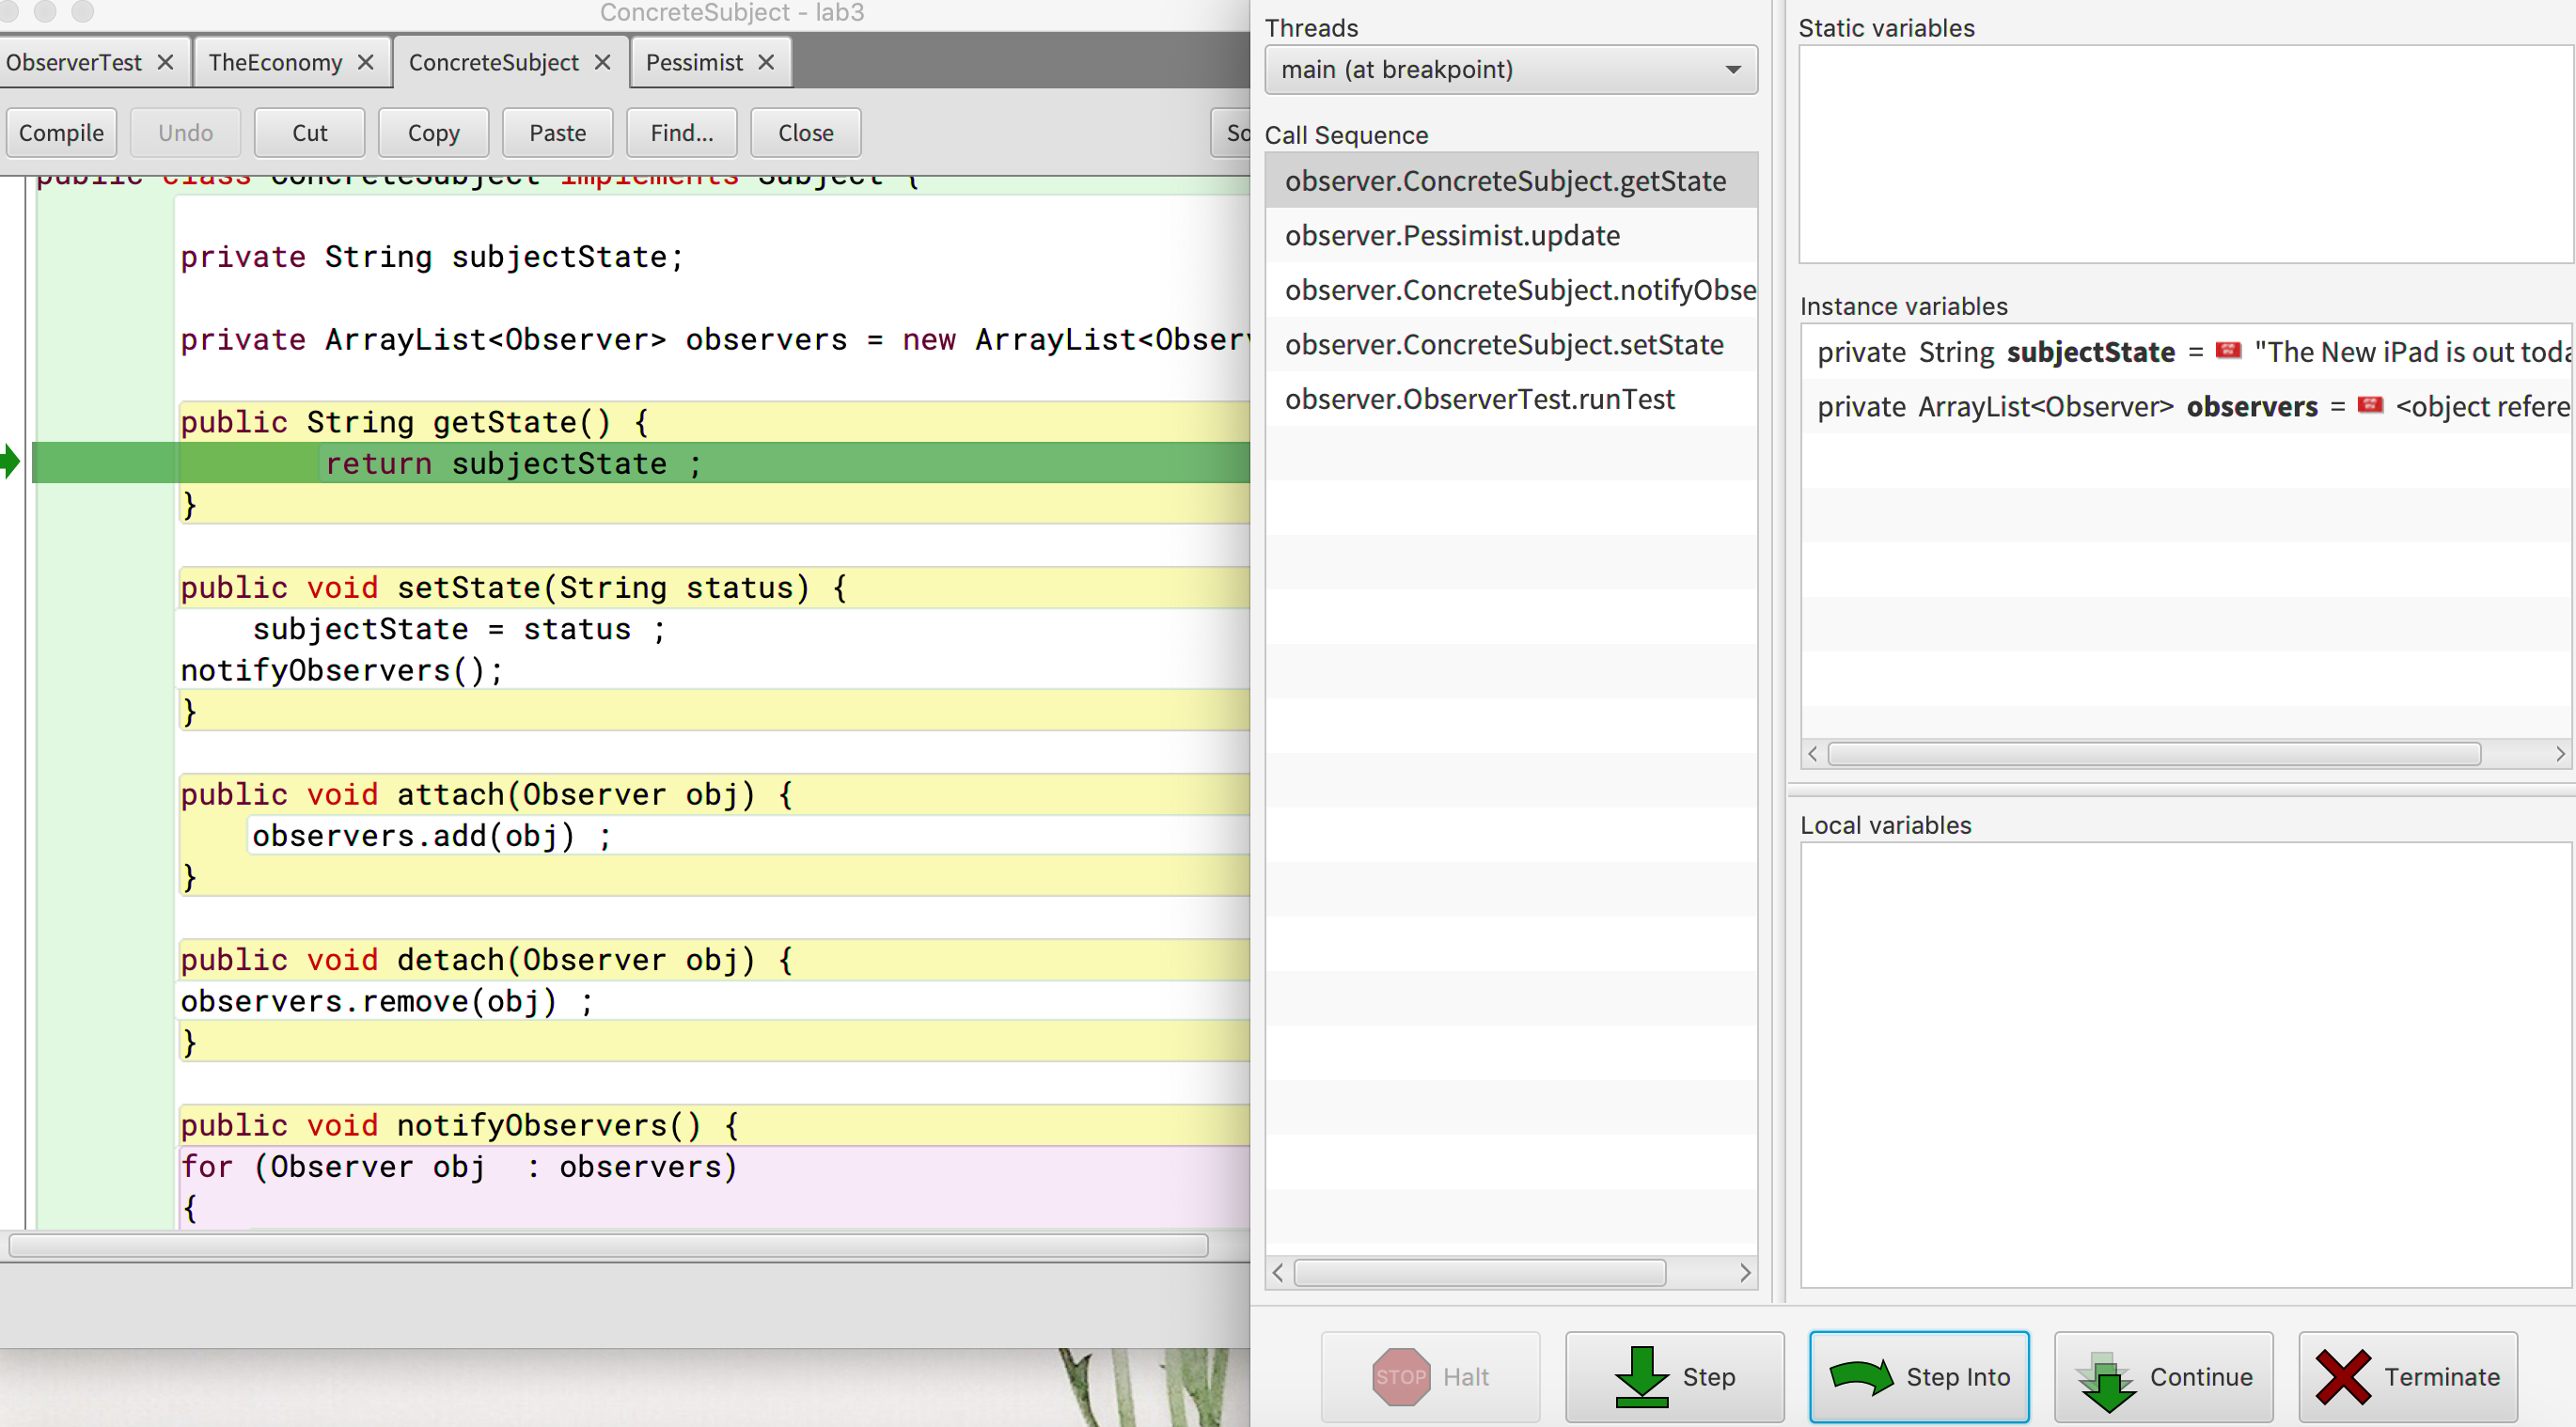 ConcreteSubject - lab3
ObserverTest
TheEconomy
ConcreteSubject
Pessimist
Compile
Undo
Cut
Copy
Paste
Find...
Close
So
public class ConcreteSubject implements Subject {
private String subjectState;
private ArrayList<Observer> observers = new ArrayList<Observ
public String getState() {
return subjectState ;
}
public void setState(String status) {
subjectState = status ;
notifyObservers();
}
public void attach(Observer obj) {
observers.add(obj) ;
}
public void detach(Observer obj) {
observers.remove(obj) ;
}
public void notifyObservers() {
for (Observer obj  : observers)
{
Threads
main (at breakpoint)
Call Sequence
observer.ConcreteSubject.getState
observer.Pessimist.update
observer.ConcreteSubject.notifyObse
observer.ConcreteSubject.setState
observer.ObserverTest.runTest
Static variables
Instance variables
private String subjectState = "The New iPad is out toda
private ArrayList<Observer> observers = <object refere
Local variables
STOP Halt
Step
Step Into
Continue
Terminate